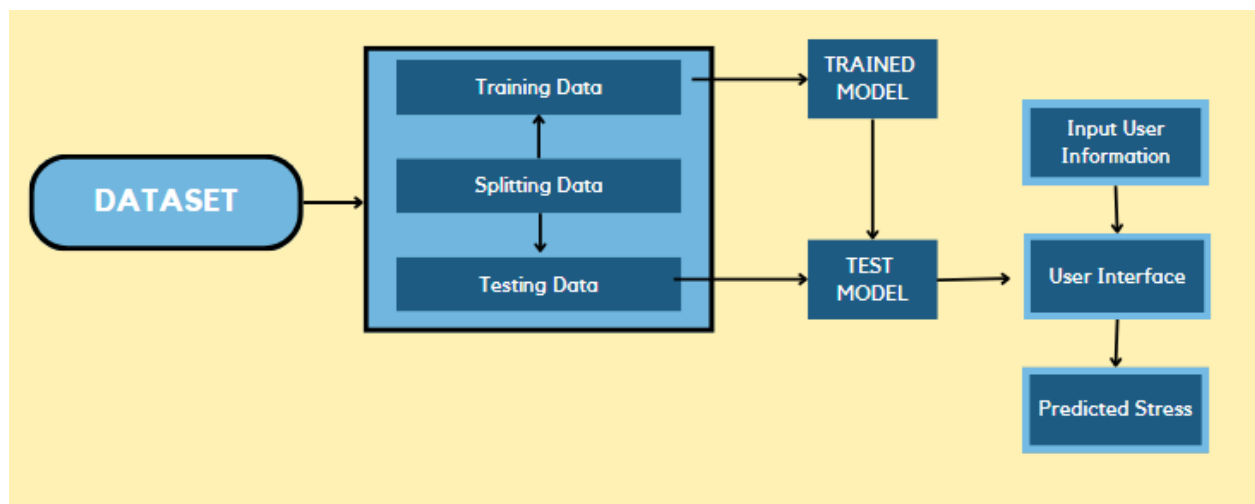 DATASET
Training Data
Splitting Data
Testing Data
TRAINED
MODEL
TEST
MODEL
Input User
Information
User Interface
Predicted Stress